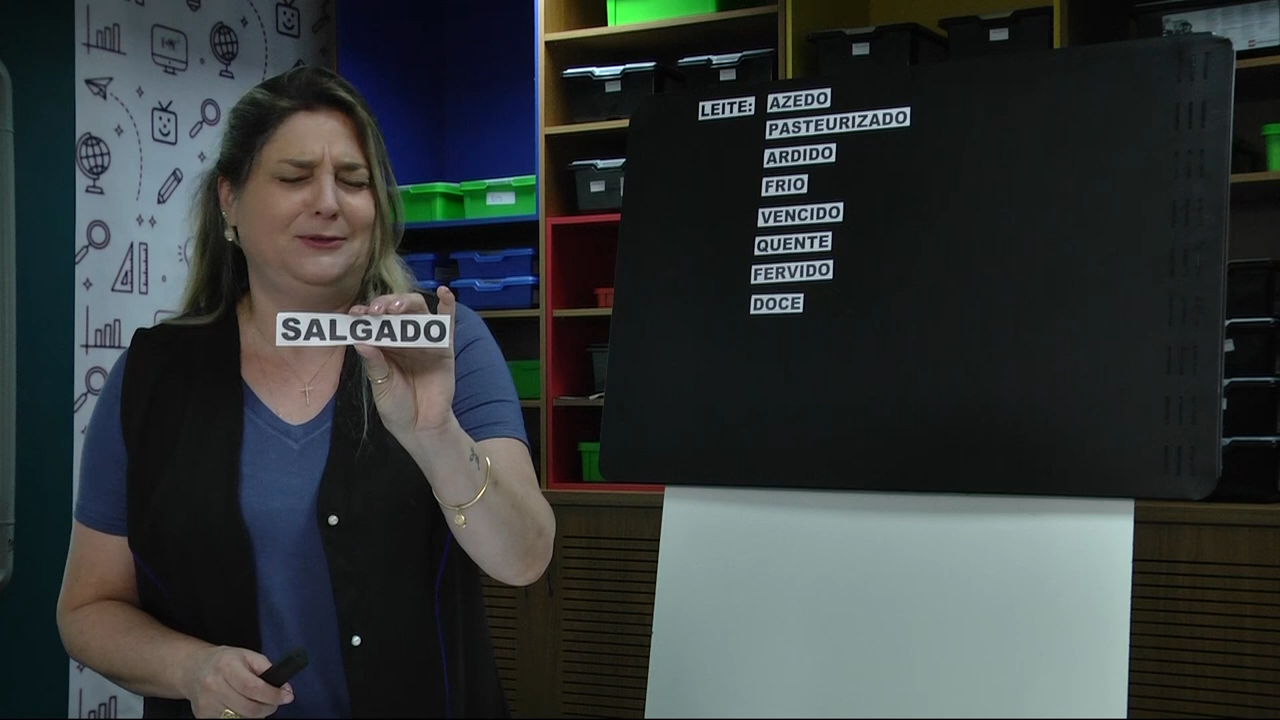 LEITE: AZEDO
PASTEURIZADO
ARDIDO
FRIO
VENCIDO
QUENTE
FERVIDO
DOCE
SALGADO